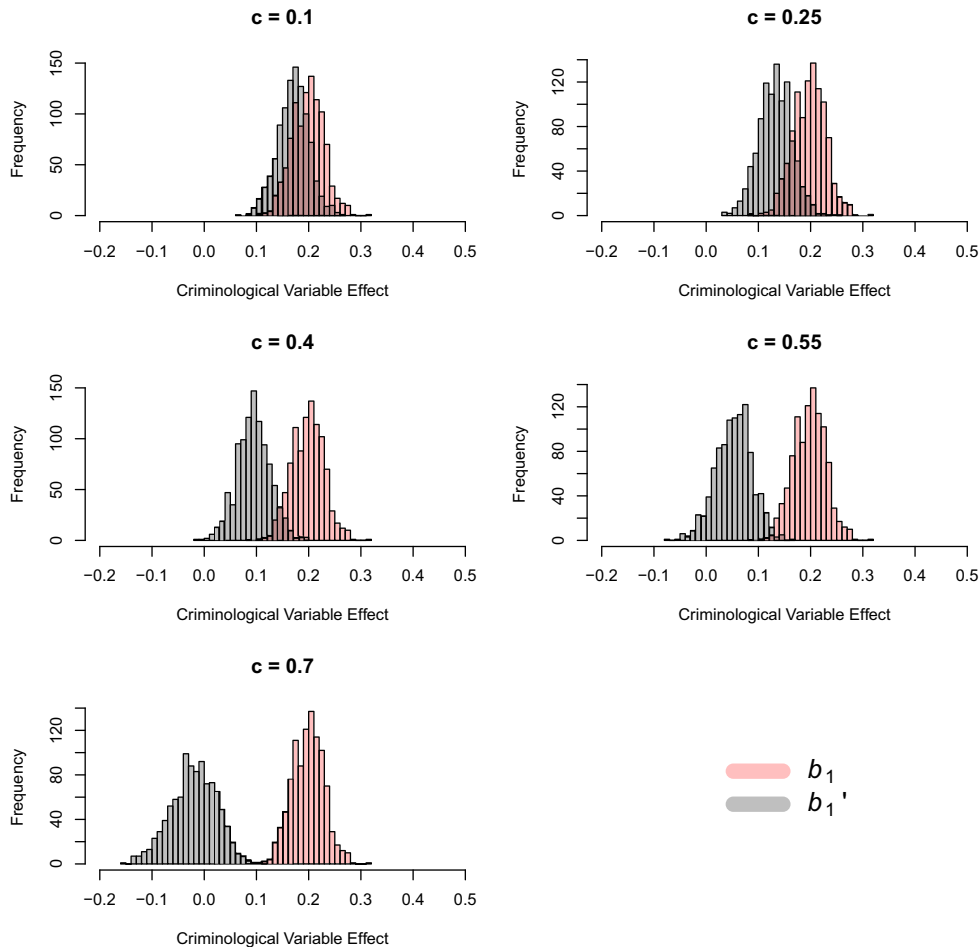 c = 0.1
Frequency
0 50 100 150
−0.2 −0.1 0.0 0.1 0.2 0.3 0.4 0.5
Criminological Variable Effect
c = 0.25
Frequency
0 40 80 120
−0.2 −0.1 0.0 0.1 0.2 0.3 0.4 0.5
Criminological Variable Effect
c = 0.4
Frequency
0 50 100 150
−0.2 −0.1 0.0 0.1 0.2 0.3 0.4 0.5
Criminological Variable Effect
c = 0.55
Frequency
0 40 80 120
−0.2 −0.1 0.0 0.1 0.2 0.3 0.4 0.5
Criminological Variable Effect
c = 0.7
Frequency
0 40 80 120
−0.2 −0.1 0.0 0.1 0.2 0.3 0.4 0.5
Criminological Variable Effect
b₁
b₁'